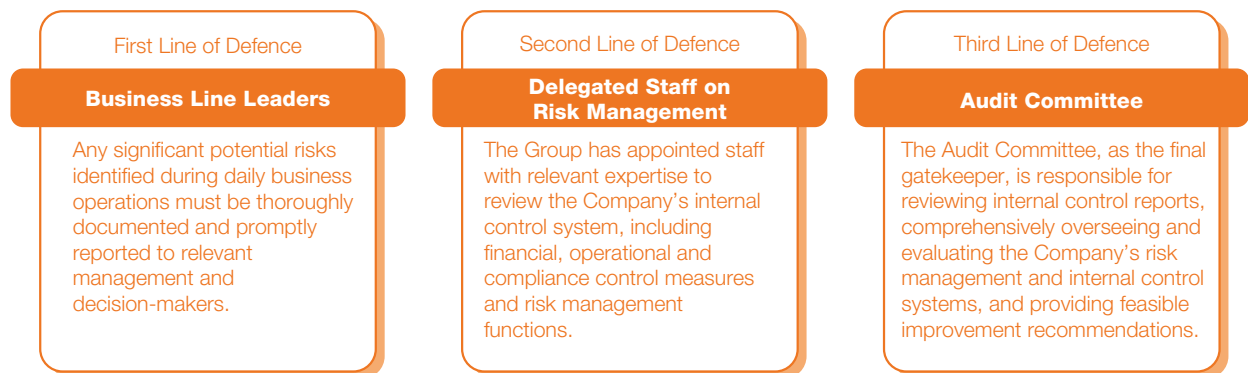 First Line of Defence
Business Line Leaders
Any significant potential risks
identified during daily business
operations must be thoroughly
documented and promptly
reported to relevant
management and
decision-makers.
Second Line of Defence
Delegated Staff on
Risk Management
The Group has appointed staff
with relevant expertise to
review the Company's internal
control system, including
financial, operational and
compliance control measures
and risk management
functions.
Third Line of Defence
Audit Committee
The Audit Committee, as the final
gatekeeper, is responsible for
reviewing internal control reports,
comprehensively overseeing and
evaluating the Company's risk
management and internal control
systems, and providing feasible
improvement recommendations.